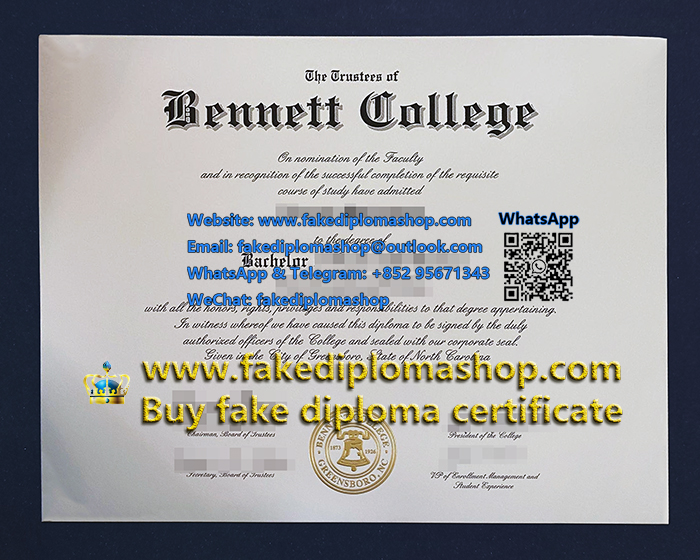 The Trustees of
Bennett College
On nomination of the Faculty
and in recognition of the successful completion of the requisite
course of study have admitted
Website: www.fakediplomashop.com
WhatsApp
to the degree of
Email: fakediplomashop@outlook.com
Bachelor
WhatsApp & Telegram: +852 95671343
WeChat: fakediplomashop
with all the honors, rights, privileges and responsibilities to that degree appertaining.
In witness whereof we have caused this diploma to be signed by the duly
authorized officers of the College and sealed with our corporate seal.
Given in the City of Greensboro, State of North Carolina
www.fakediplomashop.com
Buy fake diploma certificate
Chairman, Board of Trustees
President of the College
BENNETT COLLEGE
1873 1926
GREENSBORO, NC
Secretary, Board of Trustees
VP of Enrollment Management and
Student Experience